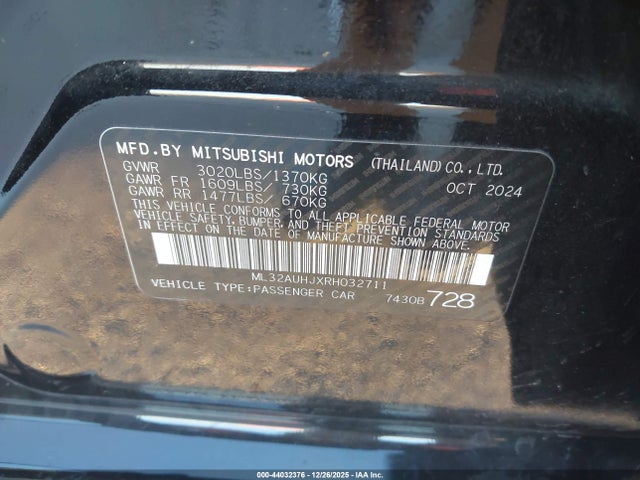 MFD.BY MITSUBISHI MOTORS (THAILAND) CO., LTD.
GVWR 3020LBS/1370KG OCT 2024
GAWR FR 1609LBS/ 730KG
GAWR RR 1477LBS/ 670KG
THIS VEHICLE CONFORMS TO ALL APPLICABLE FEDERAL MOTOR
VEHICLE SAFETY, BUMPER, AND THEFT PREVENTION STANDARDS
IN EFFECT ON THE DATE OF MANUFACTURE SHOWN ABOVE.
ML32AUHJXRH032711
VEHICLE TYPE:PASSENGER CAR 7430B 728
000-44032376 | 12/26/2025 | IAA Inc.